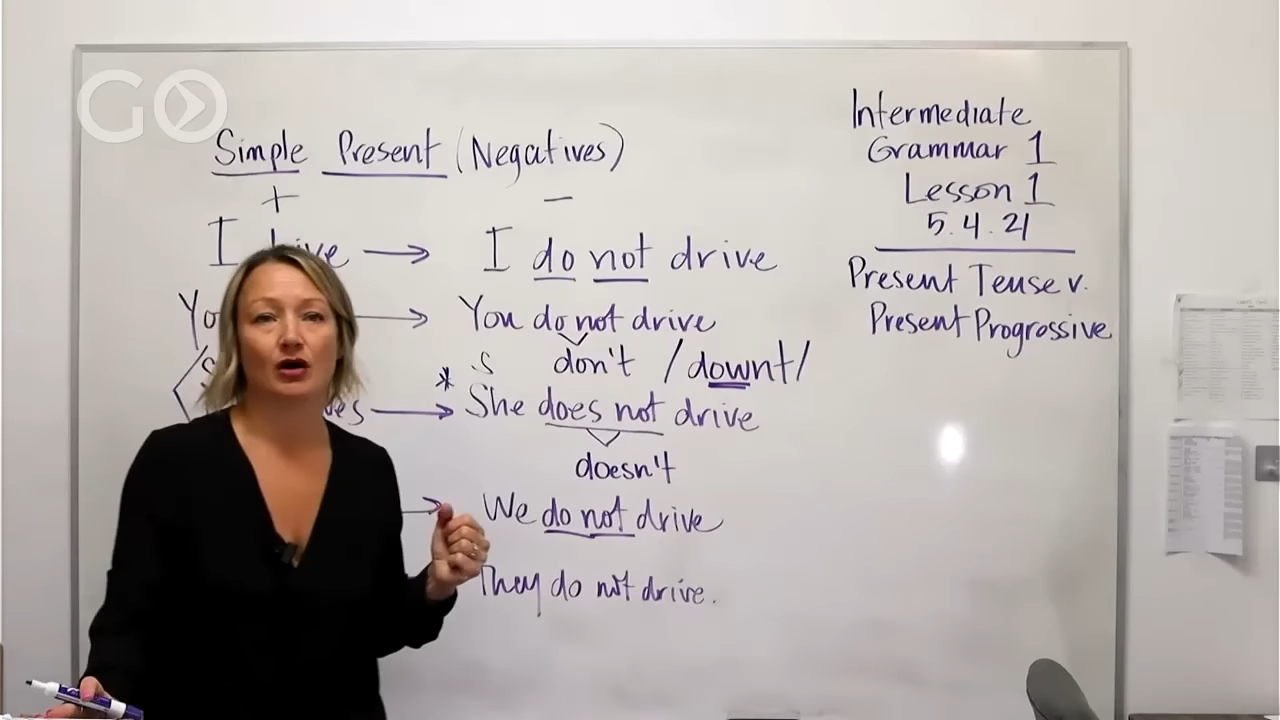 GO
Simple Present (Negatives)
+ –
I drive → I do not drive
→ You do not drive
don't /downt/
* She does not drive
doesn't
→ We do not drive
They do not drive.
Intermediate
Grammar 1
Lesson 1
5.4.21
Present Tense v.
Present Progressive